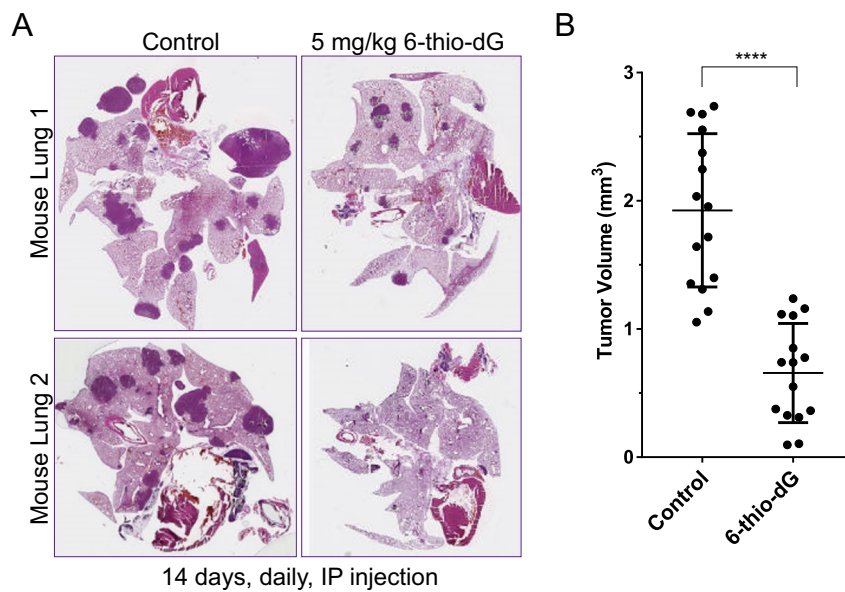 A
Control
5 mg/kg 6-thio-dG
Mouse Lung 1
Mouse Lung 2
14 days, daily, IP injection
B
****
3
2
1
0
Tumor Volume (mm³)
Control
6-thio-dG